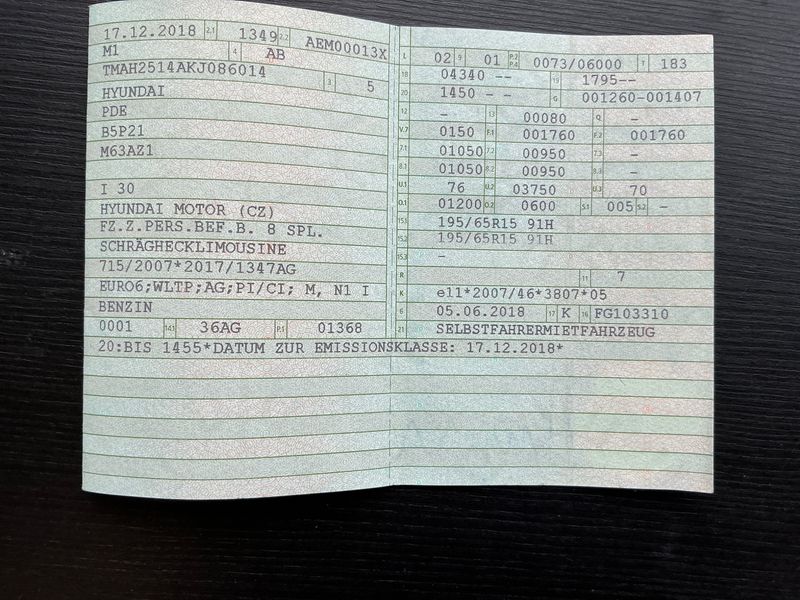 17.12.2018 2.1 1349 2.2 AEM00013X
M1 4 AB
TMAH2514AKJ086014 3 5
HYUNDAI
PDE
B5P21
M63AZ1
I 30
HYUNDAI MOTOR (CZ)
FZ.Z.PERS.BEF.B. 8 SPL.
SCHRÄGHECKLIMOUSINE
715/2007*2017/1347AG
EURO6;WLTP;AG;PI/CI; M, N1 I
BENZIN
0001 14.1 36AG P.1 01368
20:BIS 1455*DATUM ZUR EMISSIONSKLASSE: 17.12.2018*
L 02 9 01 P.2 P.4 0073/06000 T 183
18 04340 -- 19 1795--
20 1450 - - G 001260-001407
12 - 13 00080 Q -
V.7 0150 F.1 001760 F.2 001760
7.1 01050 7.2 00950 7.3 -
8.1 01050 8.2 00950 8.3 -
U.1 76 U.2 03750 U.3 70
O.1 01200 O.2 0600 S.1 005 S.2 -
15.1 195/65R15 91H
15.2 195/65R15 91H
15.3 -
R 11 7
K e11*2007/46*3807*05
6 05.06.2018 17 K 16 FG103310
21 SELBSTFAHRERMIETFAHRZEUG